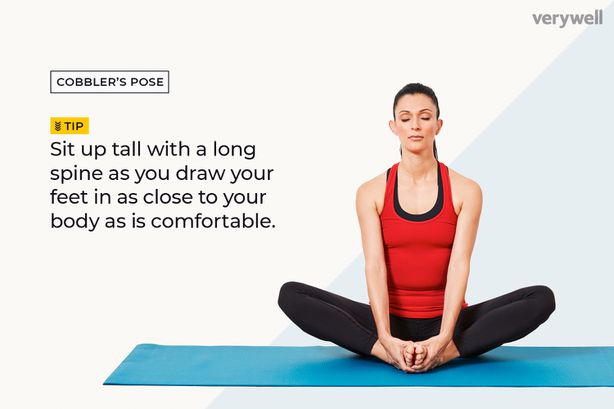 verywell
COBBLER'S POSE
TIP
Sit up tall with a long
spine as you draw your
feet in as close to your
body as is comfortable.